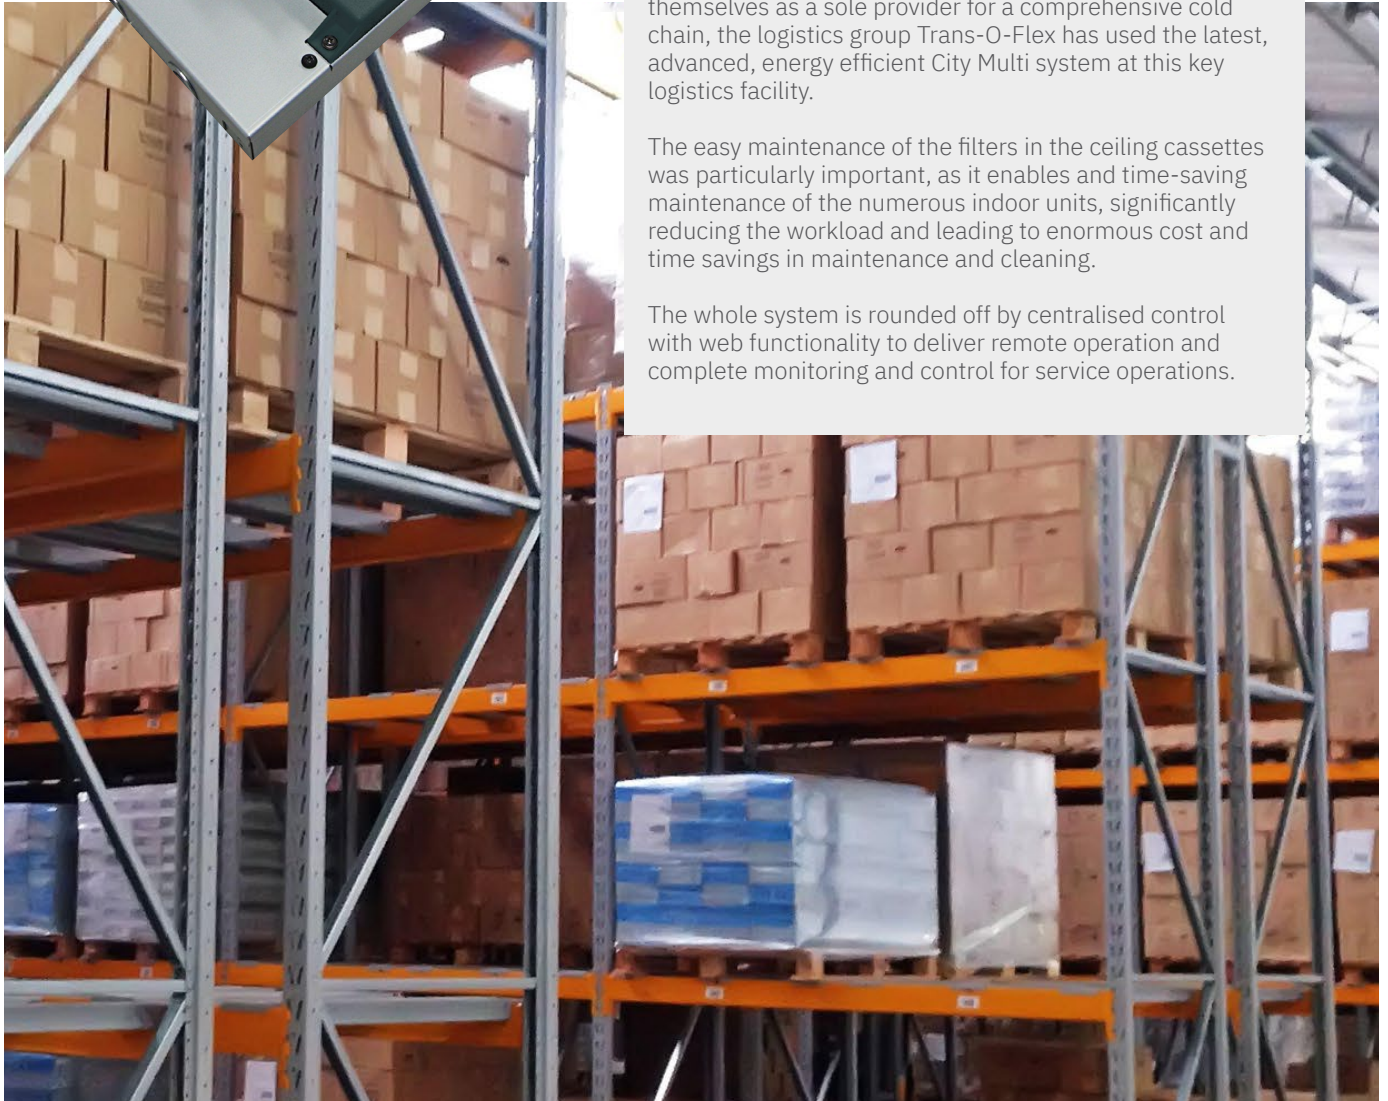 themselves as a sole provider for a comprehensive cold
chain, the logistics group Trans-O-Flex has used the latest,
advanced, energy efficient City Multi system at this key
logistics facility.
The easy maintenance of the filters in the ceiling cassettes
was particularly important, as it enables and time-saving
maintenance of the numerous indoor units, significantly
reducing the workload and leading to enormous cost and
time savings in maintenance and cleaning.
The whole system is rounded off by centralised control
with web functionality to deliver remote operation and
complete monitoring and control for service operations.